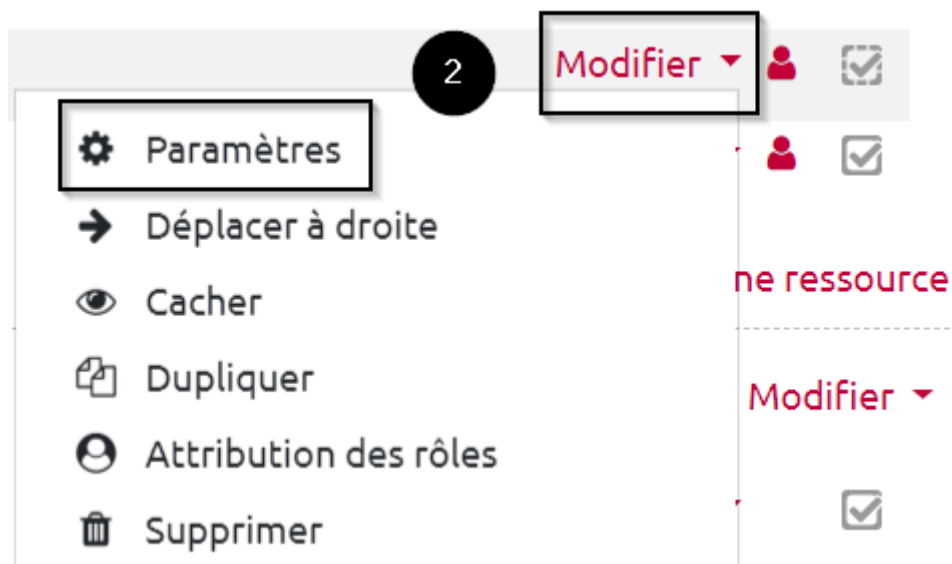 2
Modifier
Paramètres
Déplacer à droite
ne ressource
Cacher
Dupliquer
Modifier
Attribution des rôles
Supprimer